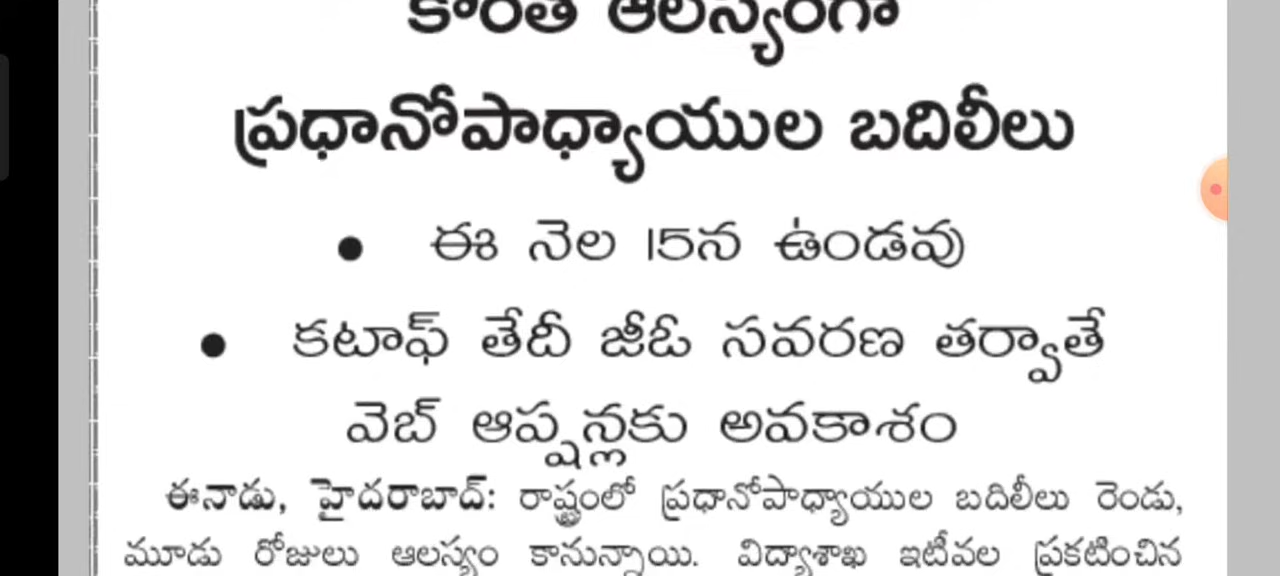 కొంత ఆలస్యంగా
ప్రధానోపాధ్యాయుల బదిలీలు
● ఈ నెల 15న ఉండవు
● కటాఫ్ తేదీ జీఓ సవరణ తర్వాతే
వెబ్ ఆప్షన్లకు అవకాశం
ఈనాడు, హైదరాబాద్: రాష్ట్రంలో ప్రధానోపాధ్యాయుల బదిలీలు రెండు,
మూడు రోజులు ఆలస్యం కానున్నాయి. విద్యాశాఖ ఇటీవల ప్రకటించిన